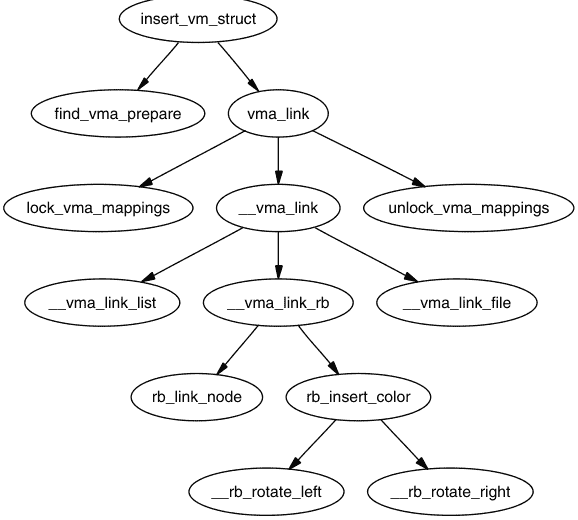 insert_vm_struct
find_vma_prepare
vma_link
lock_vma_mappings
__vma_link
unlock_vma_mappings
__vma_link_list
__vma_link_rb
__vma_link_file
rb_link_node
rb_insert_color
__rb_rotate_left
__rb_rotate_right